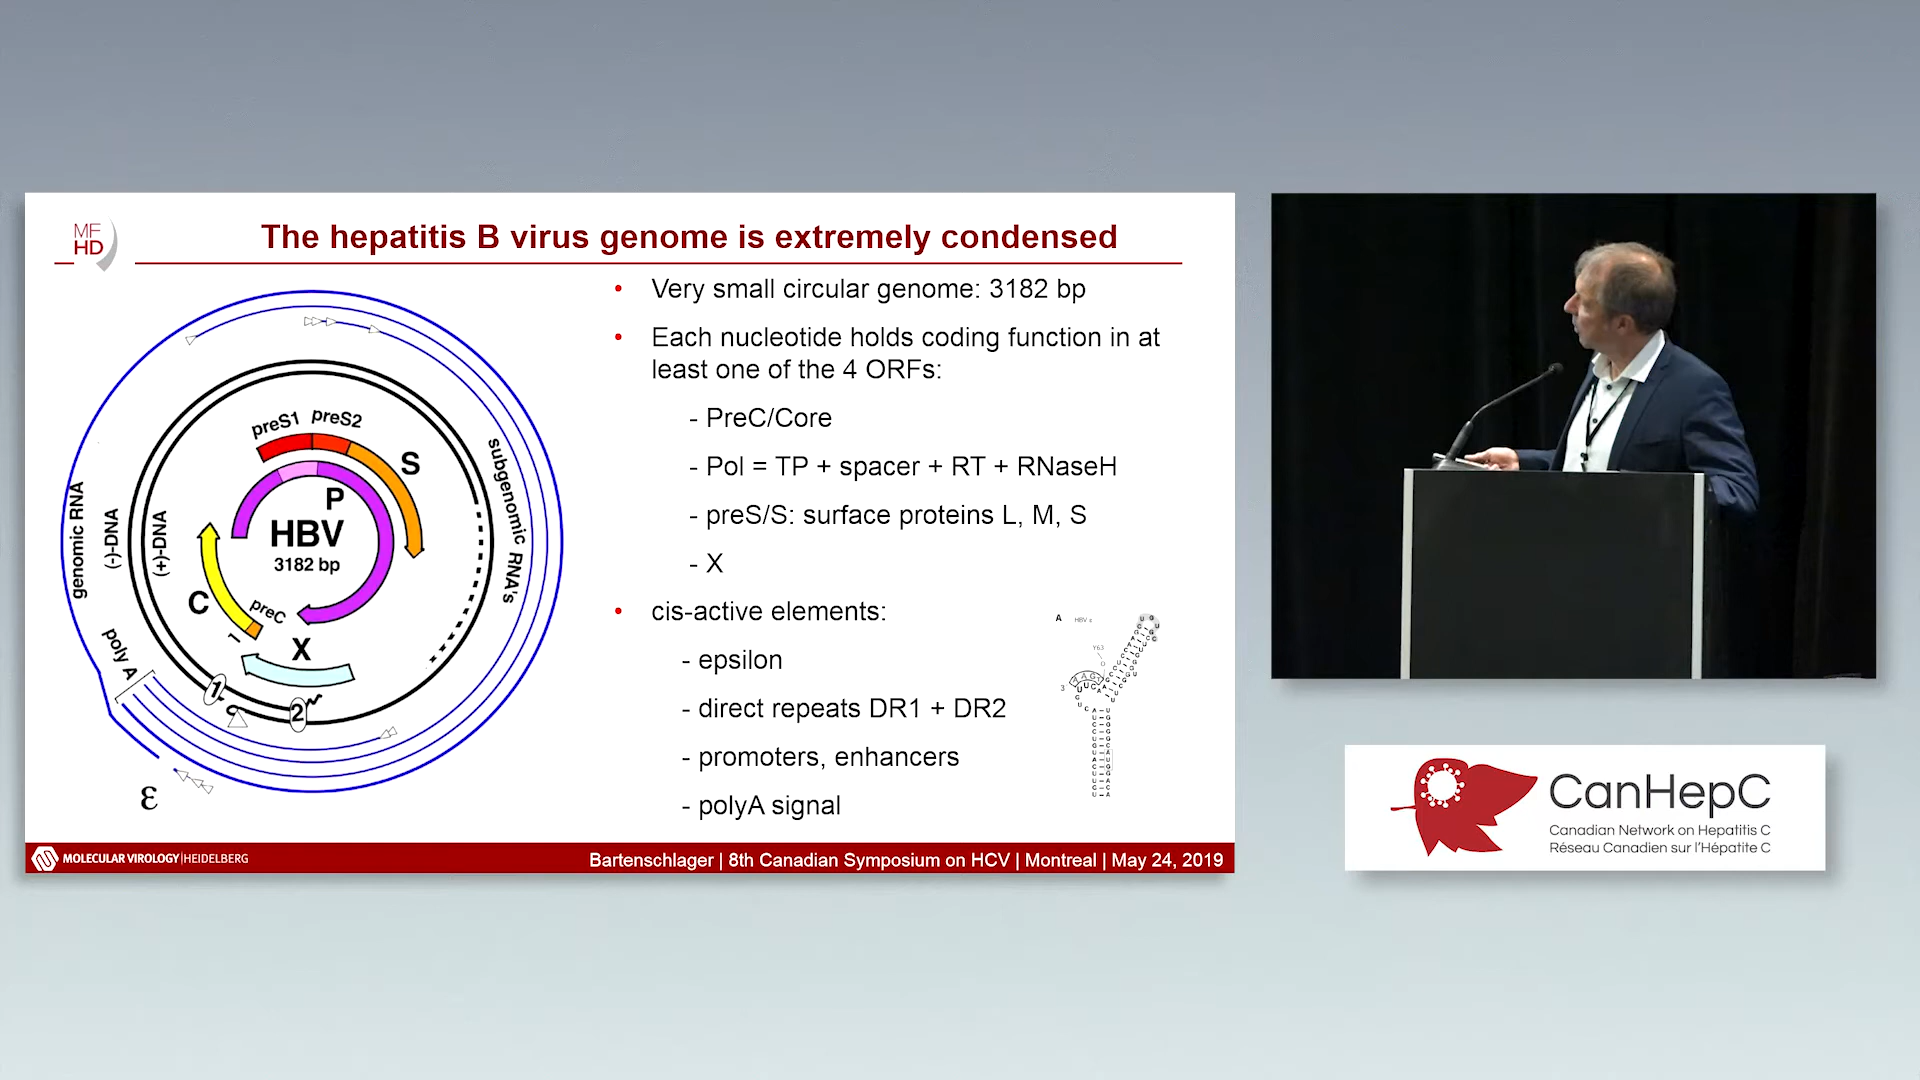 MF
HD
The hepatitis B virus genome is extremely condensed
• Very small circular genome: 3182 bp
• Each nucleotide holds coding function in at
least one of the 4 ORFs:
- PreC/Core
- Pol = TP + spacer + RT + RNaseH
- preS/S: surface proteins L, M, S
- X
• cis-active elements:
- epsilon
- direct repeats DR1 + DR2
- promoters, enhancers
- polyA signal
genomic RNA
(-)-DNA
(+)-DNA
subgenomic RNA's
poly A
preS1
preS2
S
P
HBV
3182 bp
C
preC
X
1
2
ε
A
HBV ε
Y63
3'
MOLECULAR VIROLOGY|HEIDELBERG
Bartenschlager | 8th Canadian Symposium on HCV | Montreal | May 24, 2019
CanHepC
Canadian Network on Hepatitis C
Réseau Canadien sur l'Hépatite C